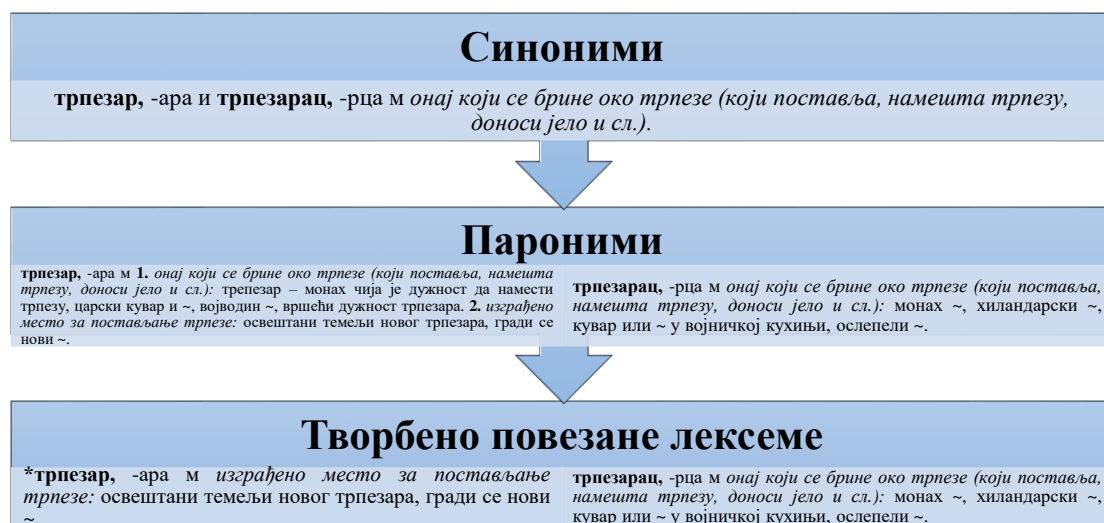 Синоними
трпезар, -ара и трпезарац, -рца м онај који се брине око трпезе (који поставља, намешта трпезу,
доноси јело и сл.).
Пароними
трпезар, -ара м 1. онај који се брине око трпезе (који поставља, намешта
трпезу, доноси јело и сл.): трепезар – монах чија је дужност да намести
трпезу, царски кувар и ~, војводин ~, вршећи дужност трпезара. 2. изграђено
место за постављање трпезе: освештани темељи новог трпезара, гради се
нови ~.
трпезарац, -рца м онај који се брине око трпезе (који поставља,
намешта трпезу, доноси јело и сл.): монах ~, хиландарски ~,
кувар или ~ у војничкој кухињи, ослепели ~.
Творбено повезане лексеме
*трпезар, -ара м изграђено место за постављање
трпезе: освештани темељи новог трпезара, гради се нови
~
трпезарац, -рца м онај који се брине око трпезе (који поставља,
намешта трпезу, доноси јело и сл.): монах ~, хиландарски ~,
кувар или ~ у војничкој кухињи, ослепели ~.